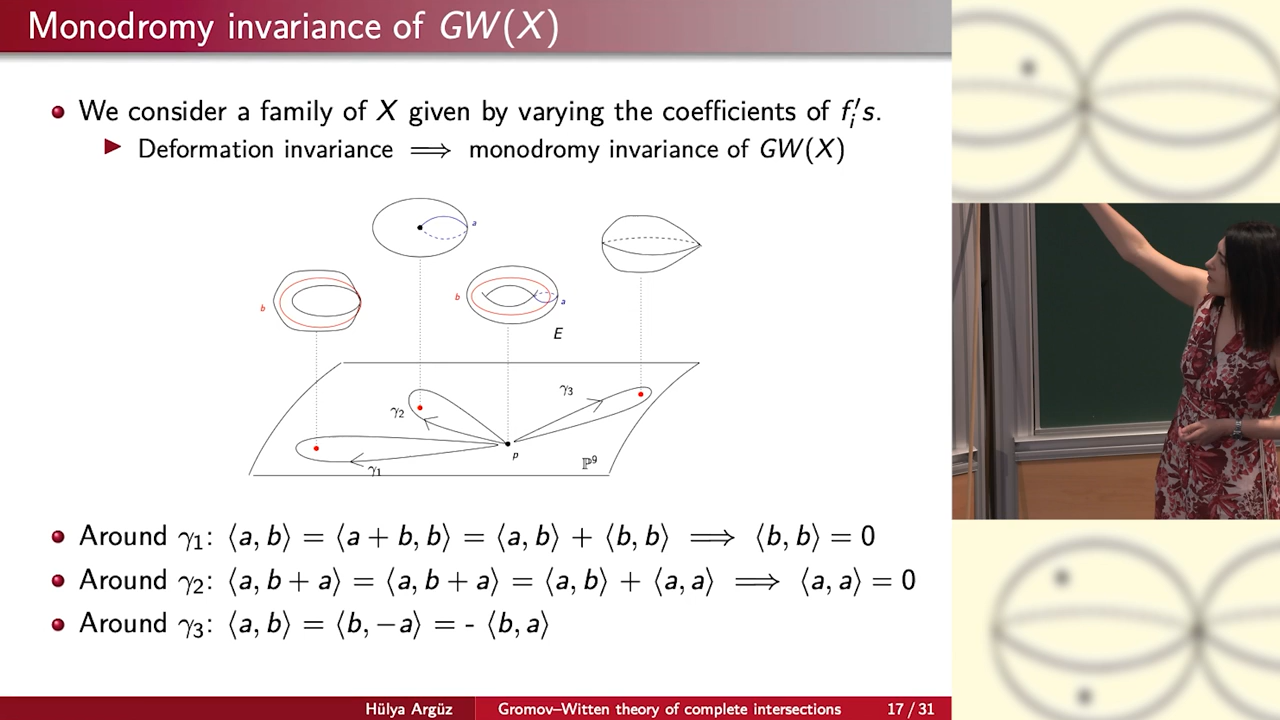 Monodromy invariance of GW(X)
We consider a family of X given by varying the coefficients of f′ᵢs.
Deformation invariance ⟹ monodromy invariance of GW(X)
a
b
b
a
E
γ₃
γ₂
p
ℙ⁹
γ₁
Around γ₁: ⟨a, b⟩ = ⟨a + b, b⟩ = ⟨a, b⟩ + ⟨b, b⟩ ⟹ ⟨b, b⟩ = 0
Around γ₂: ⟨a, b + a⟩ = ⟨a, b + a⟩ = ⟨a, b⟩ + ⟨a, a⟩ ⟹ ⟨a, a⟩ = 0
Around γ₃: ⟨a, b⟩ = ⟨b, −a⟩ = - ⟨b, a⟩
Hülya Argüz Gromov–Witten theory of complete intersections 17 / 31